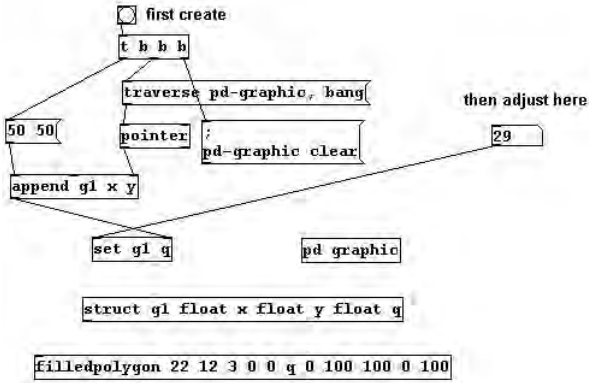 first create
t b b b
traverse pd-graphic, bang
then adjust here
50 50
pointer
;
pd-graphic clear
29
append g1 x y
set g1 q
pd graphic
struct g1 float x float y float q
filledpolygon 22 12 3 0 0 q 0 100 100 0 100